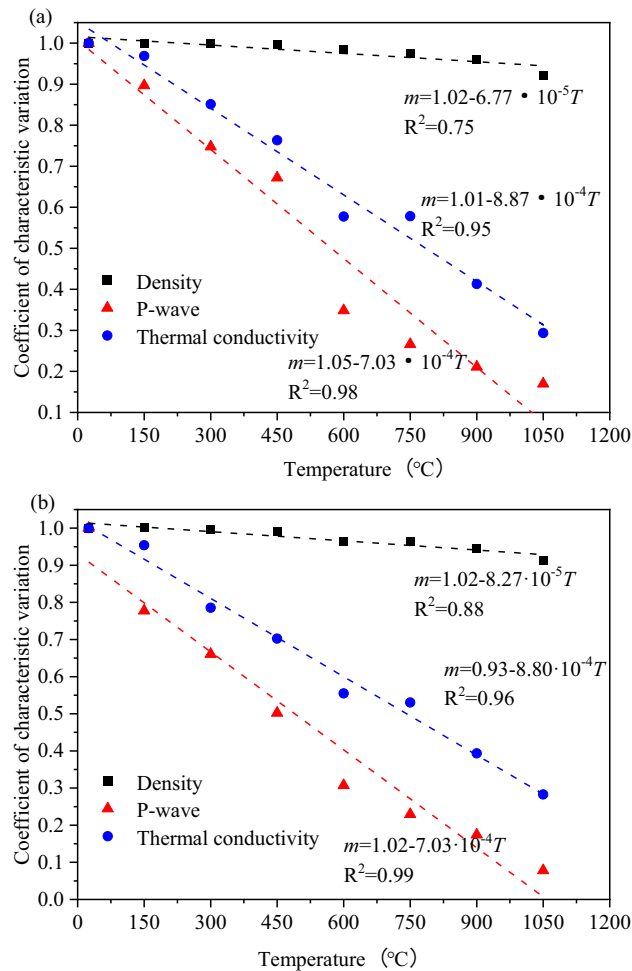 (a)
Coefficient of characteristic variation
1.0
0.9
0.8
0.7
0.6
0.5
0.4
0.3
0.2
0.1
m=1.02-6.77 • 10-5T
R2=0.75
m=1.01-8.87 • 10-4T
R2=0.95
Density
P-wave
Thermal conductivity
m=1.05-7.03 • 10-4T
R2=0.98
0 150 300 450 600 750 900 1050 1200
Temperature (°C)
(b)
Coefficient of characteristic variation
1.0
0.9
0.8
0.7
0.6
0.5
0.4
0.3
0.2
0.1
0.0
m=1.02-8.27·10-5T
R2=0.88
m=0.93-8.80·10-4T
R2=0.96
Density
P-wave
Thermal conductivity
m=1.02-7.03·10-4T
R2=0.99
0 150 300 450 600 750 900 1050 1200
Temperature (°C)